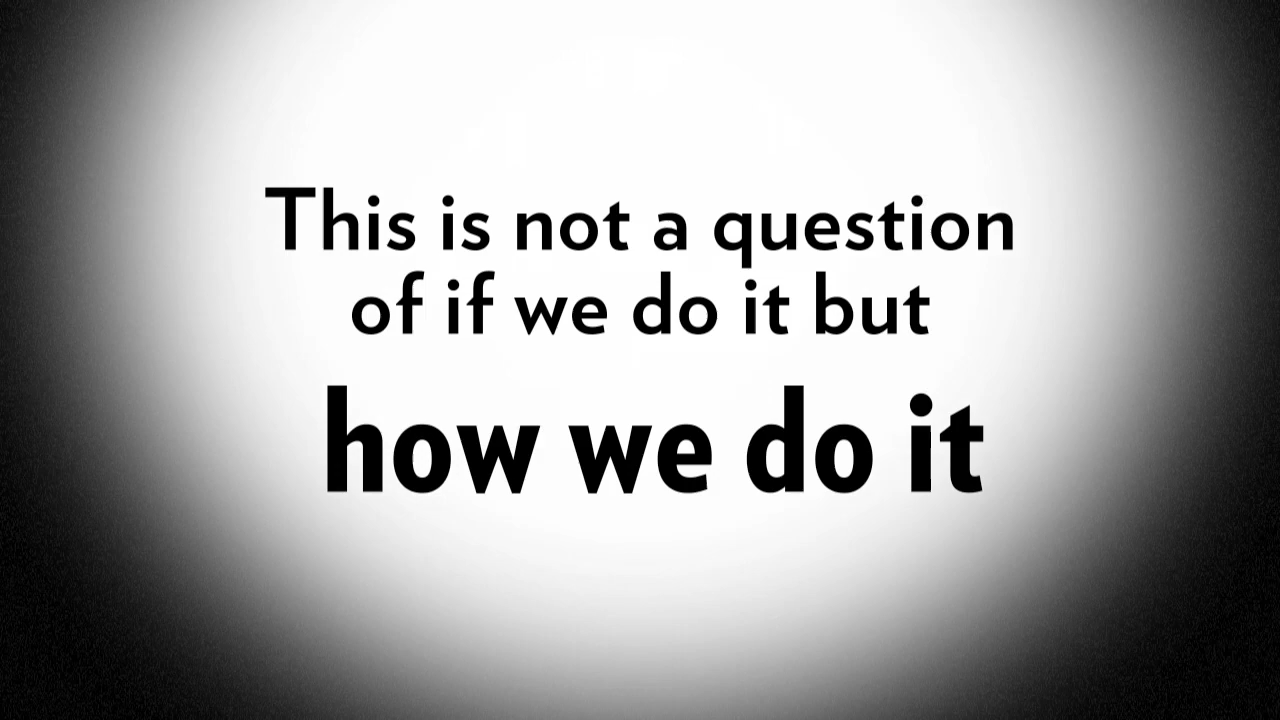 This is not a question
of if we do it but
how we do it